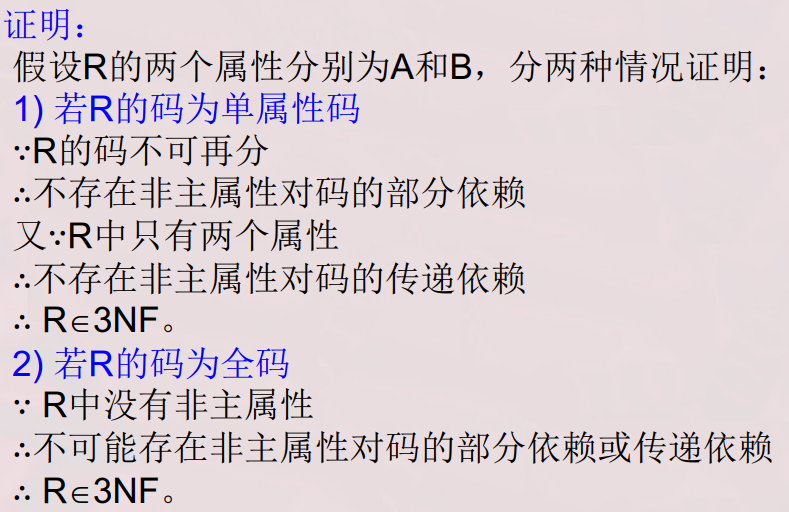 证明：
假设R的两个属性分别为A和B，分两种情况证明：
1) 若R的码为单属性码
∵R的码不可再分
∴不存在非主属性对码的部分依赖
又∵R中只有两个属性
∴不存在非主属性对码的传递依赖
∴ R∈3NF。
2) 若R的码为全码
∵ R中没有非主属性
∴不可能存在非主属性对码的部分依赖或传递依赖
∴ R∈3NF。